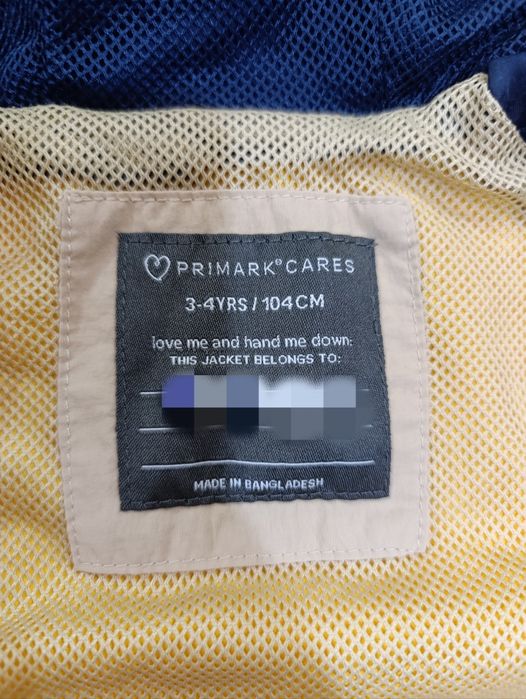 PRIMARK® CARES
3-4YRS / 104CM
love me and hand me down:
THIS JACKET BELONGS TO:
MADE IN BANGLADESH